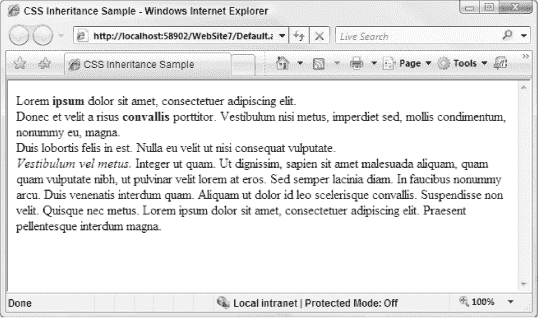 CSS Inheritance Sample - Windows Internet Explorer
http://localhost:58902/WebSite7/Default.a
Live Search
CSS Inheritance Sample
Page
Tools
Lorem ipsum dolor sit amet, consectetuer adipiscing elit.
Donec et velit a risus convallis porttitor. Vestibulum nisi metus, imperdiet sed, mollis condimentum,
nonummy eu, magna.
Duis lobortis felis in est. Nulla eu velit ut nisi consequat vulputate.
Vestibulum vel metus. Integer ut quam. Ut dignissim, sapien sit amet malesuada aliquam, quam
quam vulputate nibh, ut pulvinar velit lorem at eros. Sed semper lacinia diam. In faucibus nonummy
arcu. Duis venenatis interdum quam. Aliquam ut dolor id leo scelerisque convallis. Suspendisse non
velit. Quisque nec metus. Lorem ipsum dolor sit amet, consectetuer adipiscing elit. Praesent
pellentesque interdum magna.
Done
Local intranet | Protected Mode: Off
100%